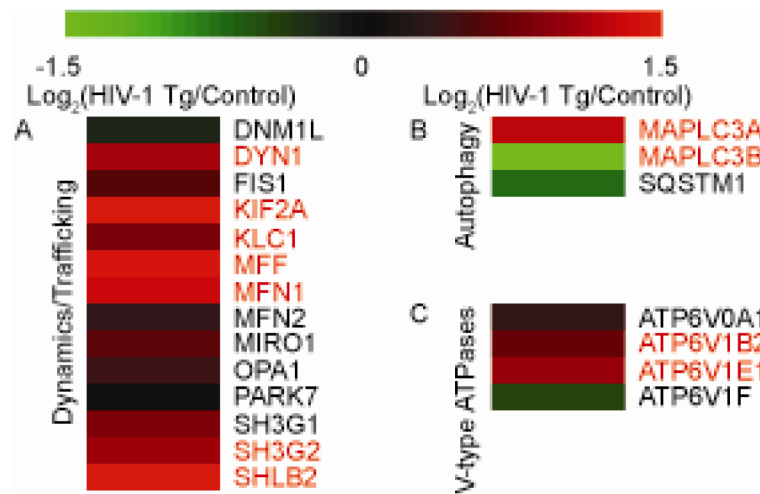 -1.5 0 1.5
Log2(HIV-1 Tg/Control) Log2(HIV-1 Tg/Control)
A
Dynamics/Trafficking
DNM1L
DYN1
FIS1
KIF2A
KLC1
MFF
MFN1
MFN2
MIRO1
OPA1
PARK7
SH3G1
SH3G2
SHLB2
B
Autophagy
MAPLC3A
MAPLC3B
SQSTM1
C
V-type ATPases
ATP6V0A1
ATP6V1B2
ATP6V1E1
ATP6V1F